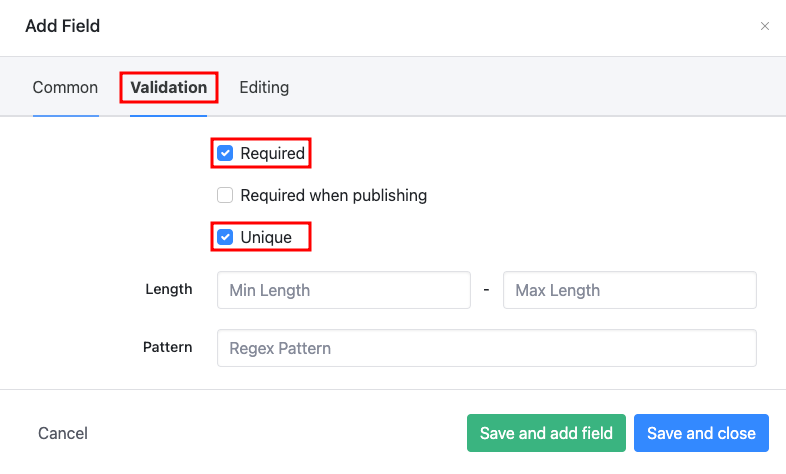 Add Field
×
Common Validation Editing
Required
Required when publishing
Unique
Length Min Length - Max Length
Pattern Regex Pattern
Cancel Save and add field Save and close